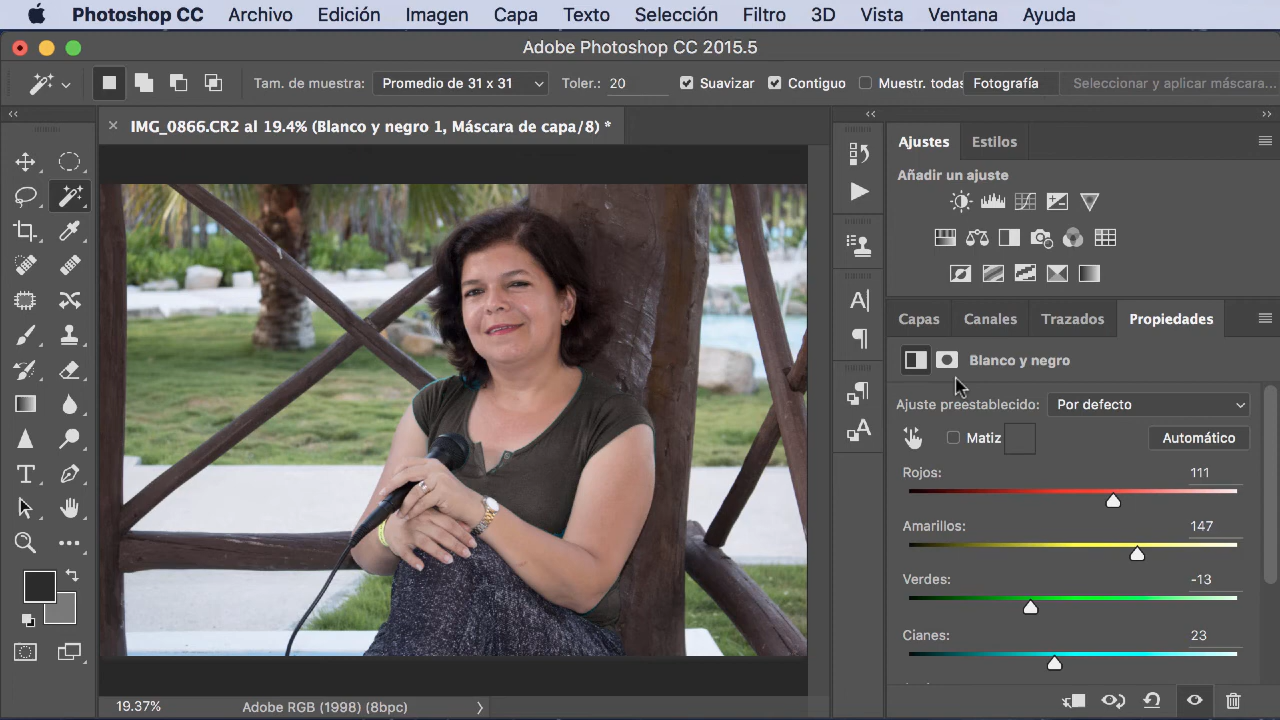 Photoshop CC Archivo Edición Imagen Capa Texto Selección Filtro 3D Vista Ventana Ayuda
Adobe Photoshop CC 2015.5
Tam. de muestra: Promedio de 31 x 31 Toler.: 20 Suavizar Contiguo Muestr. todas Fotografía Seleccionar y aplicar máscara...
IMG_0866.CR2 al 19.4% (Blanco y negro 1, Máscara de capa/8) *
Ajustes Estilos
Añadir un ajuste
Capas Canales Trazados Propiedades
Blanco y negro
Ajuste preestablecido: Por defecto
Matiz Automático
Rojos: 111
Amarillos: 147
Verdes: -13
Cianes: 23
19.37% Adobe RGB (1998) (8bpc)